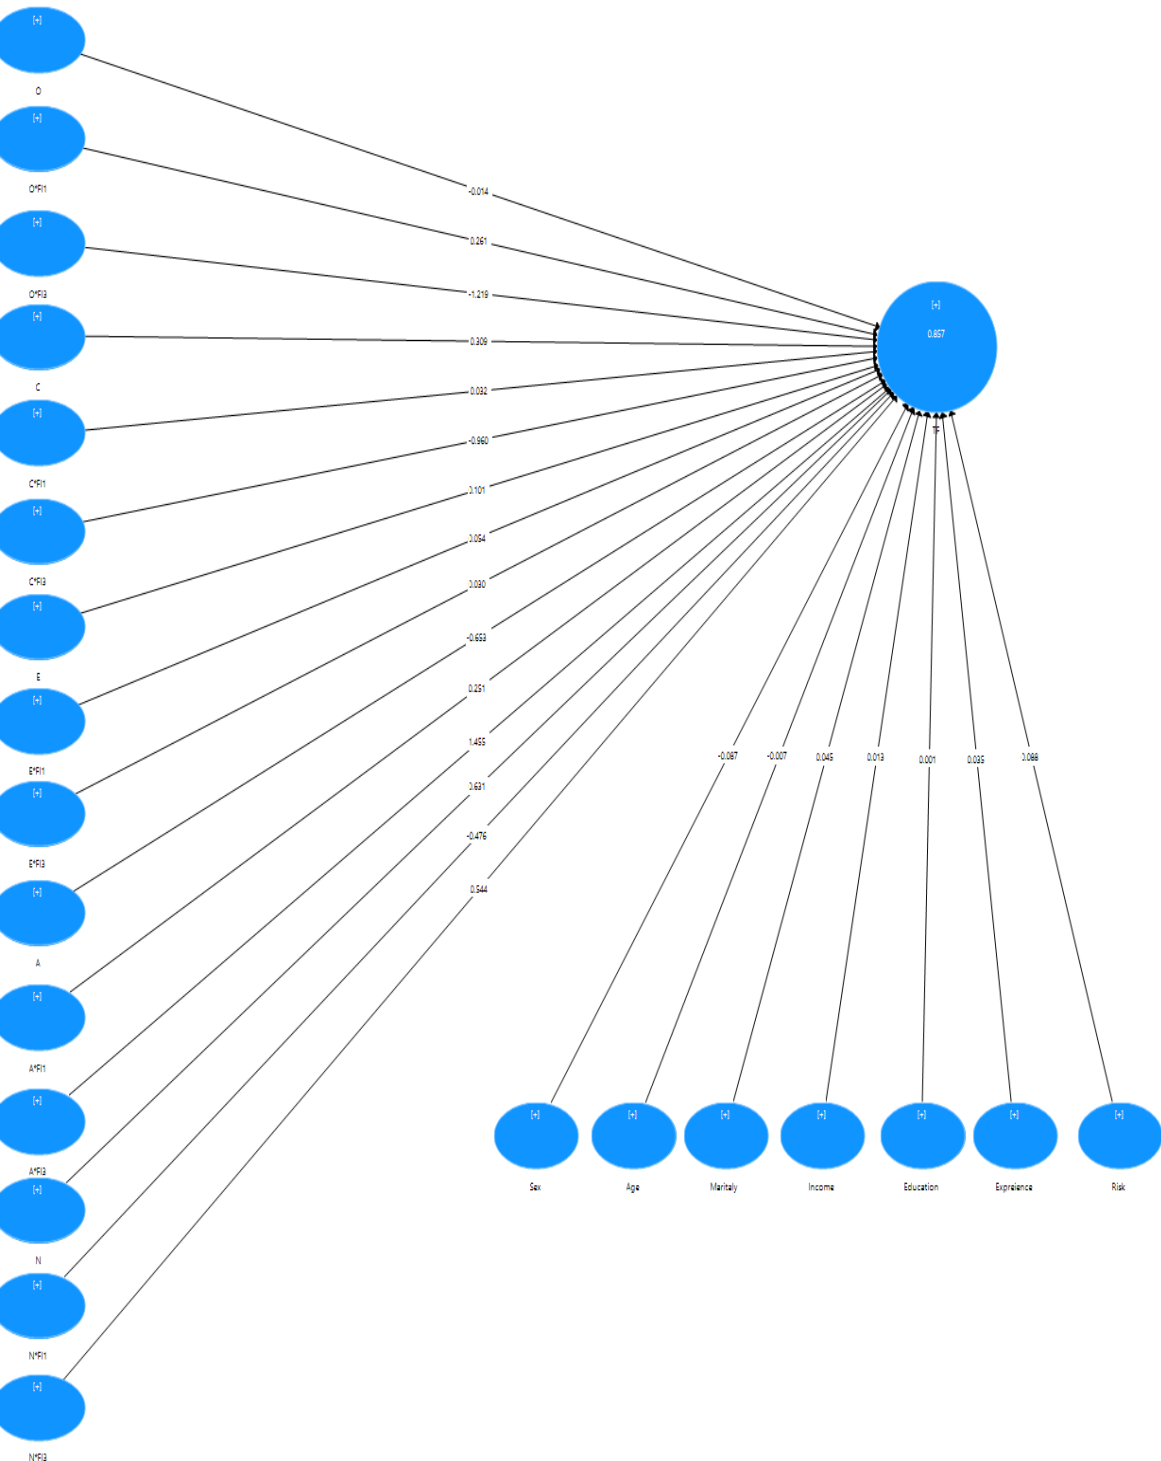 [+]
O
[+]
O*FI1
[+]
O*FI3
[+]
C
[+]
C*FI1
[+]
C*FI3
[+]
E
[+]
E*FI1
[+]
E*FI3
[+]
A
[+]
A*FI1
[+]
A*FI3
[+]
N
[+]
N*FI1
[+]
N*FI3
-0.014
0.261
-1.219
0.309
0.032
-0.960
0.101
0.054
0.030
-0.653
0.251
1.455
0.631
-0.476
0.544
[+]
0.857
TF
-0.087
-0.007
0.045
0.013
0.001
0.035
0.088
[+]
Sex
[+]
Age
[+]
Maritaly
[+]
Income
[+]
Education
[+]
Expreience
[+]
Risk